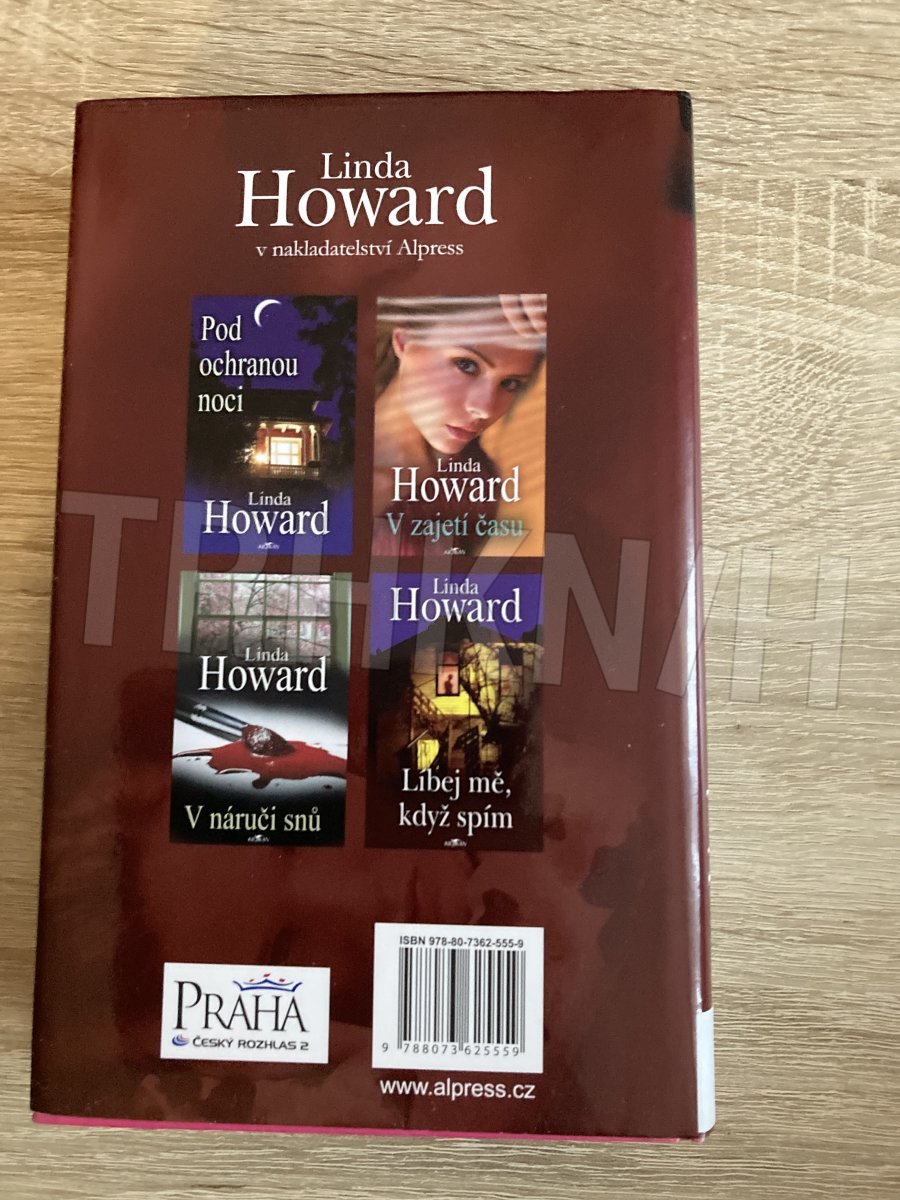 Linda
Howard
v nakladatelství Alpress
Pod
ochranou
noci
Linda
Howard
Linda
Howard
V zajetí času
Linda
Howard
V náruči snů
Linda
Howard
Líbej mě,
když spím
PRAHA
ČESKÝ ROZHLAS 2
ISBN 978-80-7362-555-9
9 788073 625559
www.alpress.cz
TPHKN/H